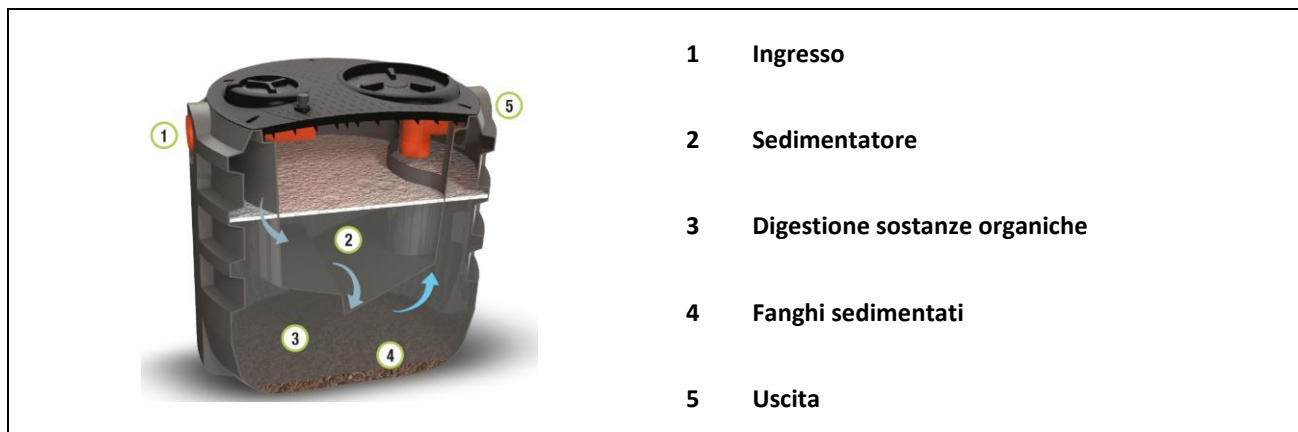 1 Ingresso
2 Sedimentatore
3 Digestione sostanze organiche
4 Fanghi sedimentati
5 Uscita
1
5
2
3
4